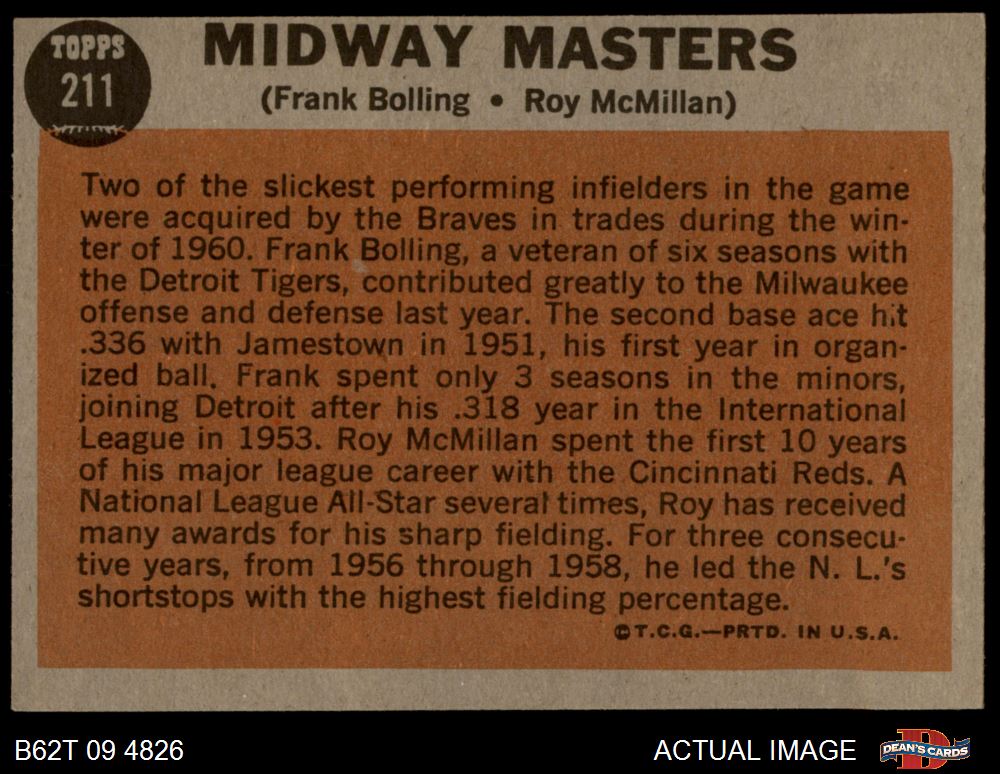 TOPPS
211
MIDWAY MASTERS
(Frank Bolling • Roy McMillan)
Two of the slickest performing infielders in the game
were acquired by the Braves in trades during the win-
ter of 1960. Frank Bolling, a veteran of six seasons with
the Detroit Tigers, contributed greatly to the Milwaukee
offense and defense last year. The second base ace hit
.336 with Jamestown in 1951, his first year in organ-
ized ball. Frank spent only 3 seasons in the minors,
joining Detroit after his .318 year in the International
League in 1953. Roy McMillan spent the first 10 years
of his major league career with the Cincinnati Reds. A
National League All-Star several times, Roy has received
many awards for his sharp fielding. For three consecu-
tive years, from 1956 through 1958, he led the N. L.'s
shortstops with the highest fielding percentage.
©T.C.G.—PRTD. IN U.S.A.
B62T 09 4826
ACTUAL IMAGE
DEAN'S CARDS